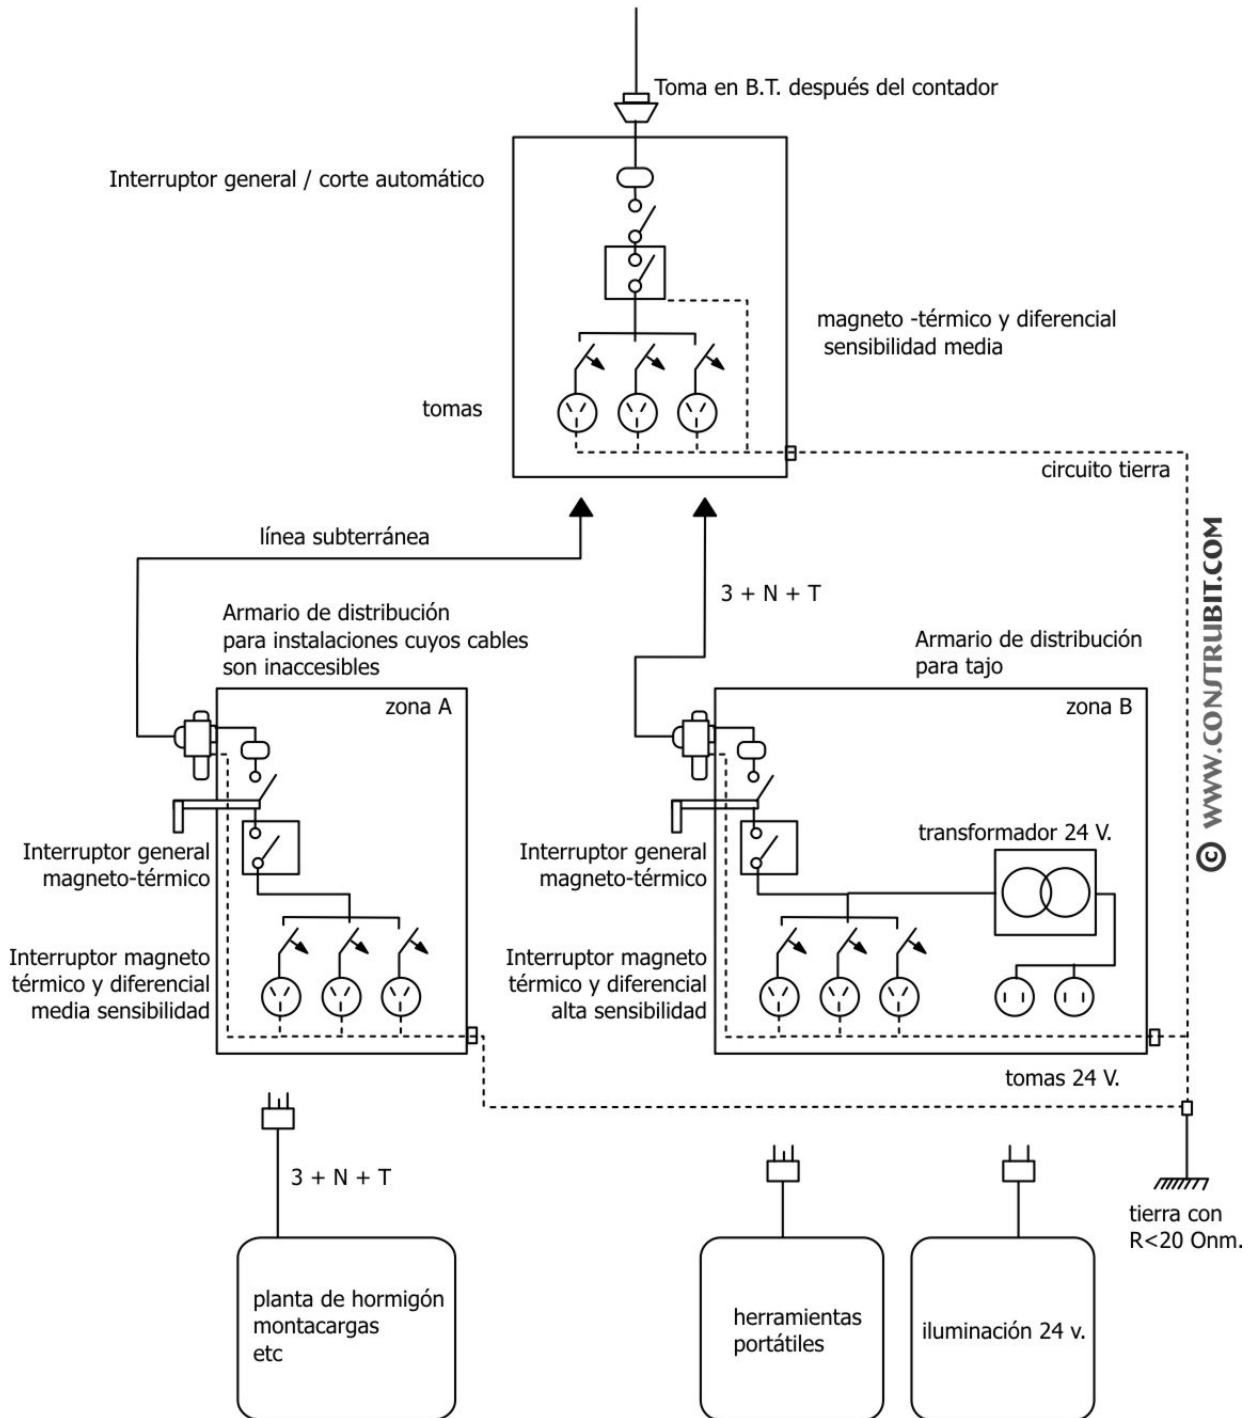 Toma en B.T. después del contador
Interruptor general / corte automático
magneto -térmico y diferencial
sensibilidad media
tomas
circuito tierra
línea subterránea
3 + N + T
Armario de distribución
para instalaciones cuyos cables
son inaccesibles
Armario de distribución
para tajo
zona A
zona B
Interruptor general
magneto-térmico
Interruptor general
magneto-térmico
transformador 24 V.
Interruptor magneto
térmico y diferencial
media sensibilidad
Interruptor magneto
térmico y diferencial
alta sensibilidad
tomas 24 V.
3 + N + T
tierra con
R<20 Onm.
planta de hormigón
montacargas
etc
herramientas
portátiles
iluminación 24 v.
© WWW.CONSTRUBIT.COM